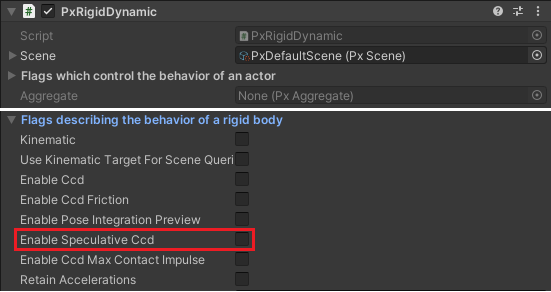 PxRigidDynamic
Script PxRigidDynamic
Scene PxDefaultScene (Px Scene)
Flags which control the behavior of an actor
Aggregate None (Px Aggregate)
Flags describing the behavior of a rigid body
Kinematic
Use Kinematic Target For Scene Queri
Enable Ccd
Enable Ccd Friction
Enable Pose Integration Preview
Enable Speculative Ccd
Enable Ccd Max Contact Impulse
Retain Accelerations